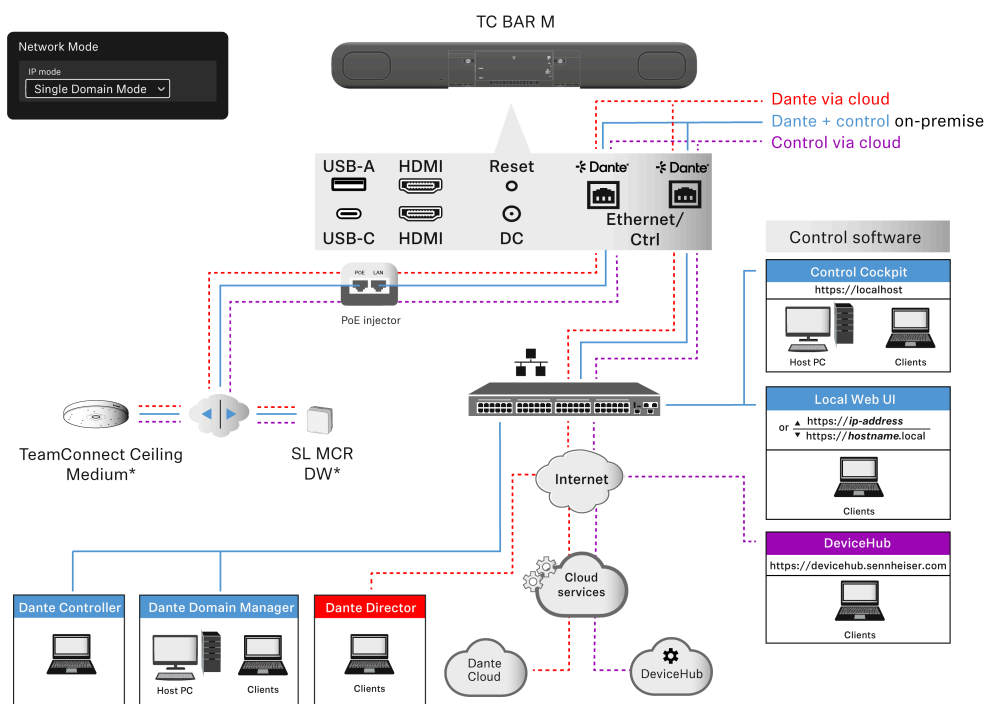 TC BAR M
Network Mode
IP mode
Single Domain Mode
Dante via cloud
Dante + control on-premise
Control via cloud
USB-A HDMI Reset Dante® Dante®
Ethernet/
Ctrl
USB-C HDMI DC
POE LAN
PoE injector
TeamConnect Ceiling
Medium*
SL MCR
DW*
Control software
Control Cockpit
https://localhost
Host PC Clients
Local Web UI
or https://ip-address
https://hostname.local
Clients
DeviceHub
https://devicehub.sennheiser.com
Clients
Internet
Cloud
services
Dante
Cloud
DeviceHub
Dante Controller
Dante Domain Manager
Host PC Clients
Dante Director
Clients